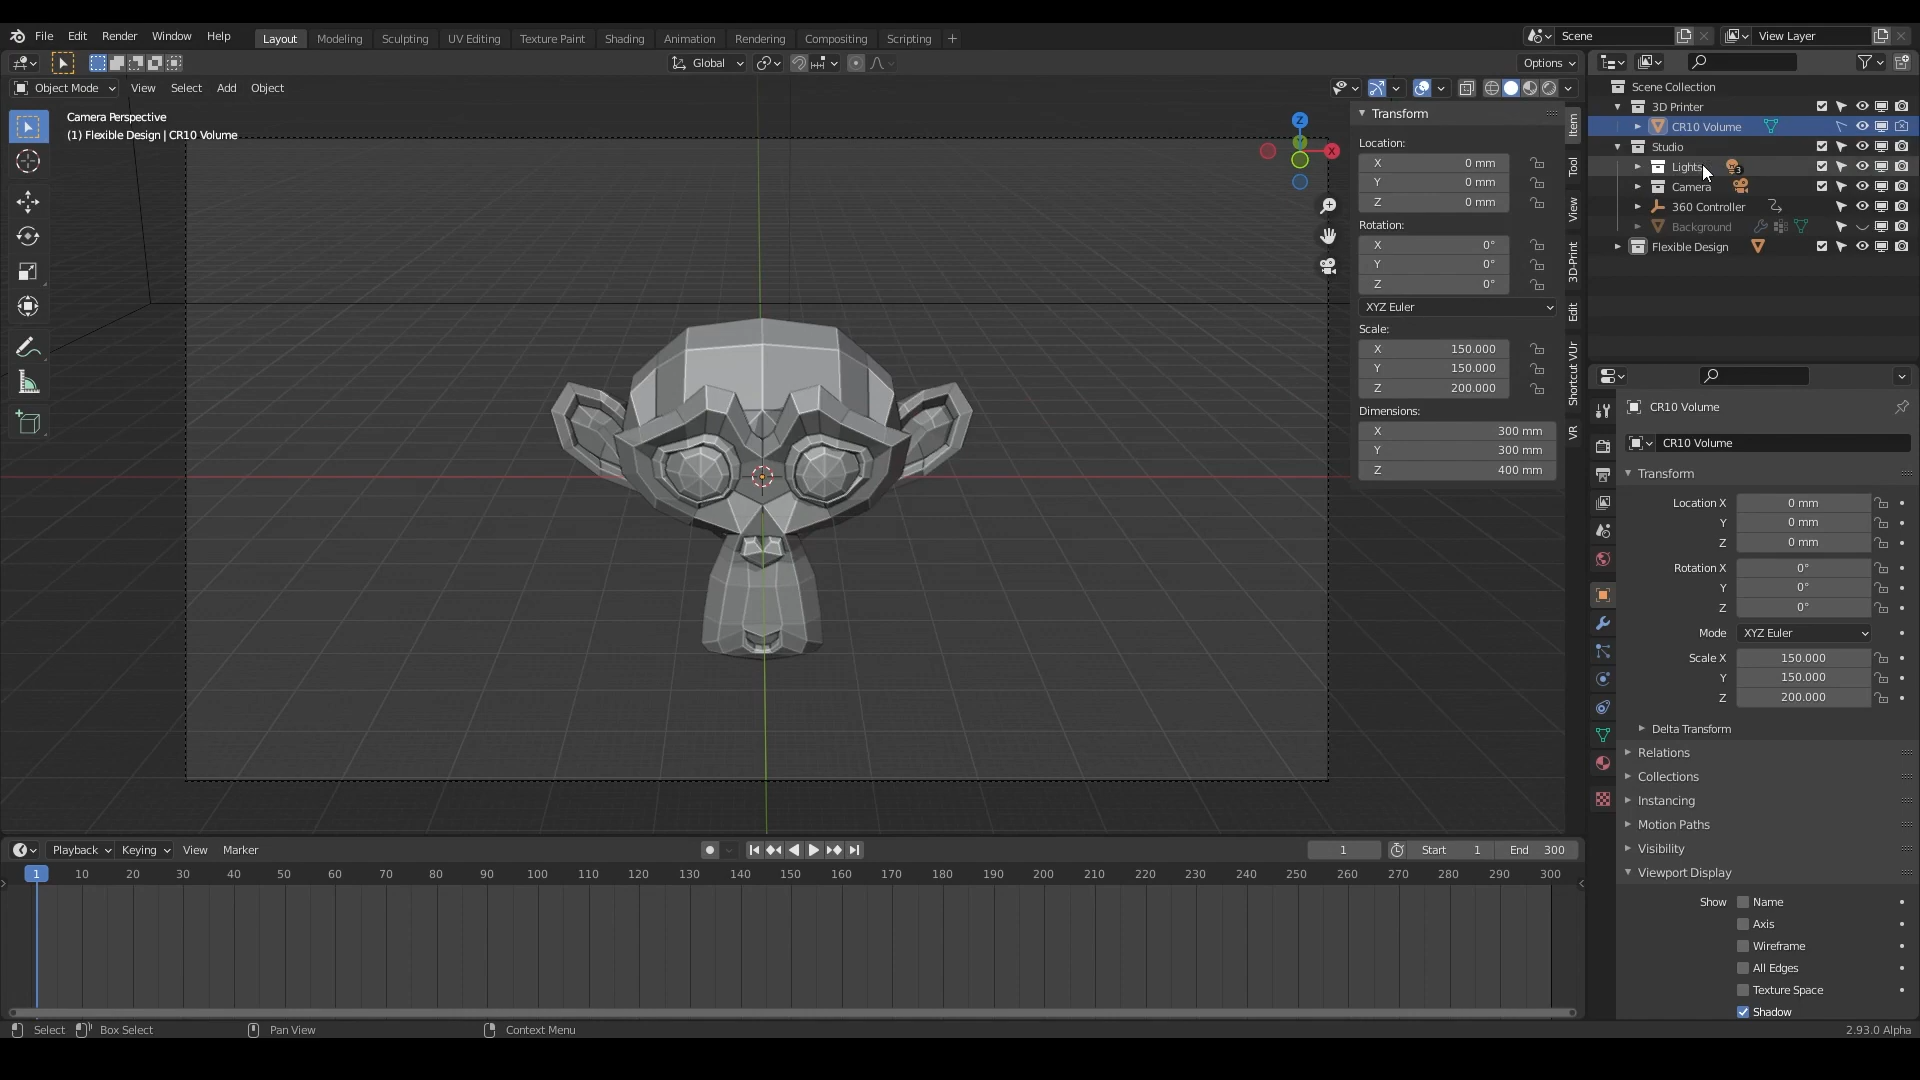 File Edit Render Window Help Layout Modeling Sculpting UV Editing Texture Paint Shading Animation Rendering Compositing Scripting + Scene View Layer
Global Options
Object Mode View Select Add Object
Camera Perspective
(1) Flexible Design | CR10 Volume
Z
X
Transform
Location:
X 0 mm
Y 0 mm
Z 0 mm
Rotation:
X 0°
Y 0°
Z 0°
XYZ Euler
Scale:
X 150.000
Y 150.000
Z 200.000
Dimensions:
X 300 mm
Y 300 mm
Z 400 mm
Item
Tool
View
3D-Print
Edit
Shortcut VUr
VR
Scene Collection
3D Printer
CR10 Volume
Studio
Lights 3
Camera
360 Controller
Background
Flexible Design
CR10 Volume
CR10 Volume
Transform
Location X 0 mm
Y 0 mm
Z 0 mm
Rotation X 0°
Y 0°
Z 0°
Mode XYZ Euler
Scale X 150.000
Y 150.000
Z 200.000
Delta Transform
Relations
Collections
Instancing
Motion Paths
Visibility
Viewport Display
Show Name
Axis
Wireframe
All Edges
Texture Space
Shadow
Playback Keying View Marker 1 Start 1 End 300
1 10 20 30 40 50 60 70 80 90 100 110 120 130 140 150 160 170 180 190 200 210 220 230 240 250 260 270 280 290 300
Select Box Select Pan View Context Menu 2.93.0 Alpha